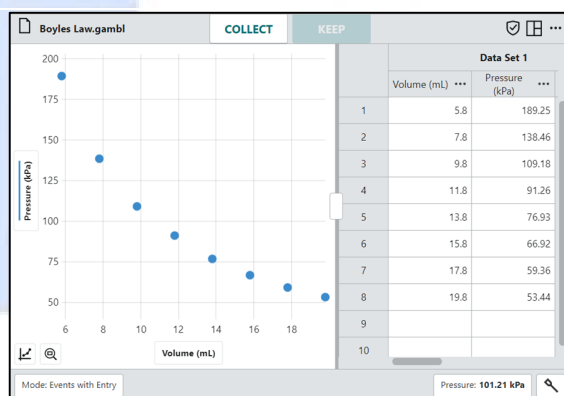 Boyles Law.gambl
COLLECT
KEEP
200
175
150
125
100
75
50
Pressure (kPa)
6 8 10 12 14 16 18
Volume (mL)
Data Set 1
Volume (mL) ••• Pressure (kPa) •••
1 5.8 189.25
2 7.8 138.46
3 9.8 109.18
4 11.8 91.26
5 13.8 76.93
6 15.8 66.92
7 17.8 59.36
8 19.8 53.44
9
10
Mode: Events with Entry
Pressure: 101.21 kPa